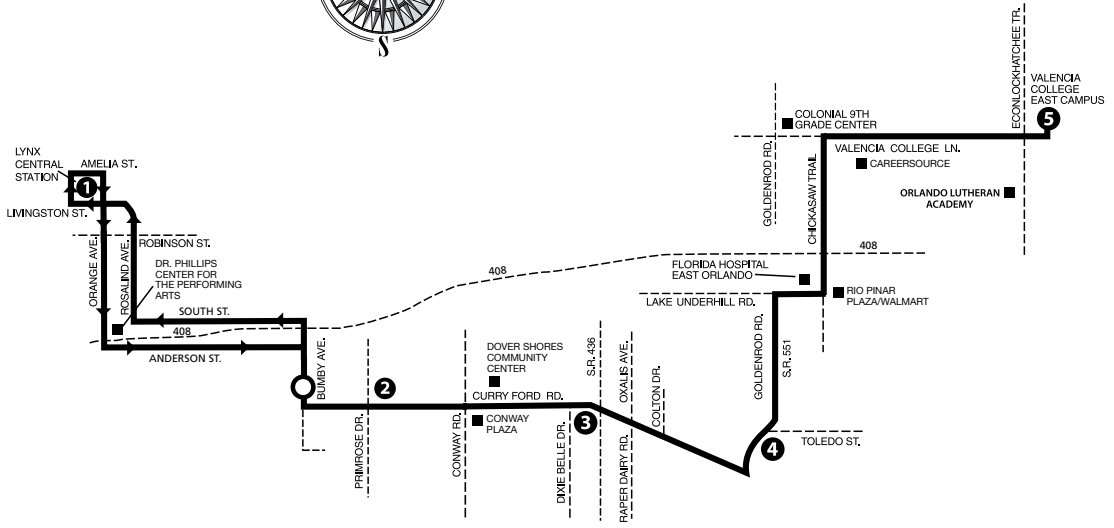 S
ECONLOCKHATCHEE TR.
VALENCIA
COLLEGE
EAST CAMPUS
5
COLONIAL 9TH
GRADE CENTER
GOLDENROD RD.
CHICKASAW TRAIL
VALENCIA COLLEGE LN.
CAREERSOURCE
ORLANDO LUTHERAN
ACADEMY
LYNX
CENTRAL
STATION
AMELIA ST.
1
LIVINGSTON ST.
ORANGE AVE.
ROSALIND AVE.
ROBINSON ST.
DR. PHILLIPS
CENTER FOR
THE PERFORMING
ARTS
SOUTH ST.
408
ANDERSON ST.
408
408
FLORIDA HOSPITAL
EAST ORLANDO
LAKE UNDERHILL RD.
RIO PINAR
PLAZA/WALMART
GOLDENROD RD.
S.R. 551
BUMBY AVE.
2
PRIMROSE DR.
DOVER SHORES
COMMUNITY
CENTER
CURRY FORD RD.
CONWAY RD.
CONWAY
PLAZA
DIXIE BELLE DR.
3
S.R. 436
OXALIS AVE.
RAPER DAIRY RD.
COLTON DR.
4
TOLEDO ST.